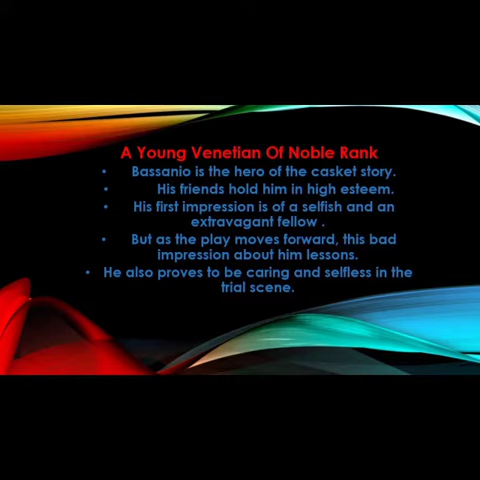 A Young Venetian Of Noble Rank
• Bassanio is the hero of the casket story.
• His friends hold him in high esteem.
• His first impression is of a selfish and an
extravagant fellow .
• But as the play moves forward, this bad
impression about him lessons.
• He also proves to be caring and selfless in the
trial scene.